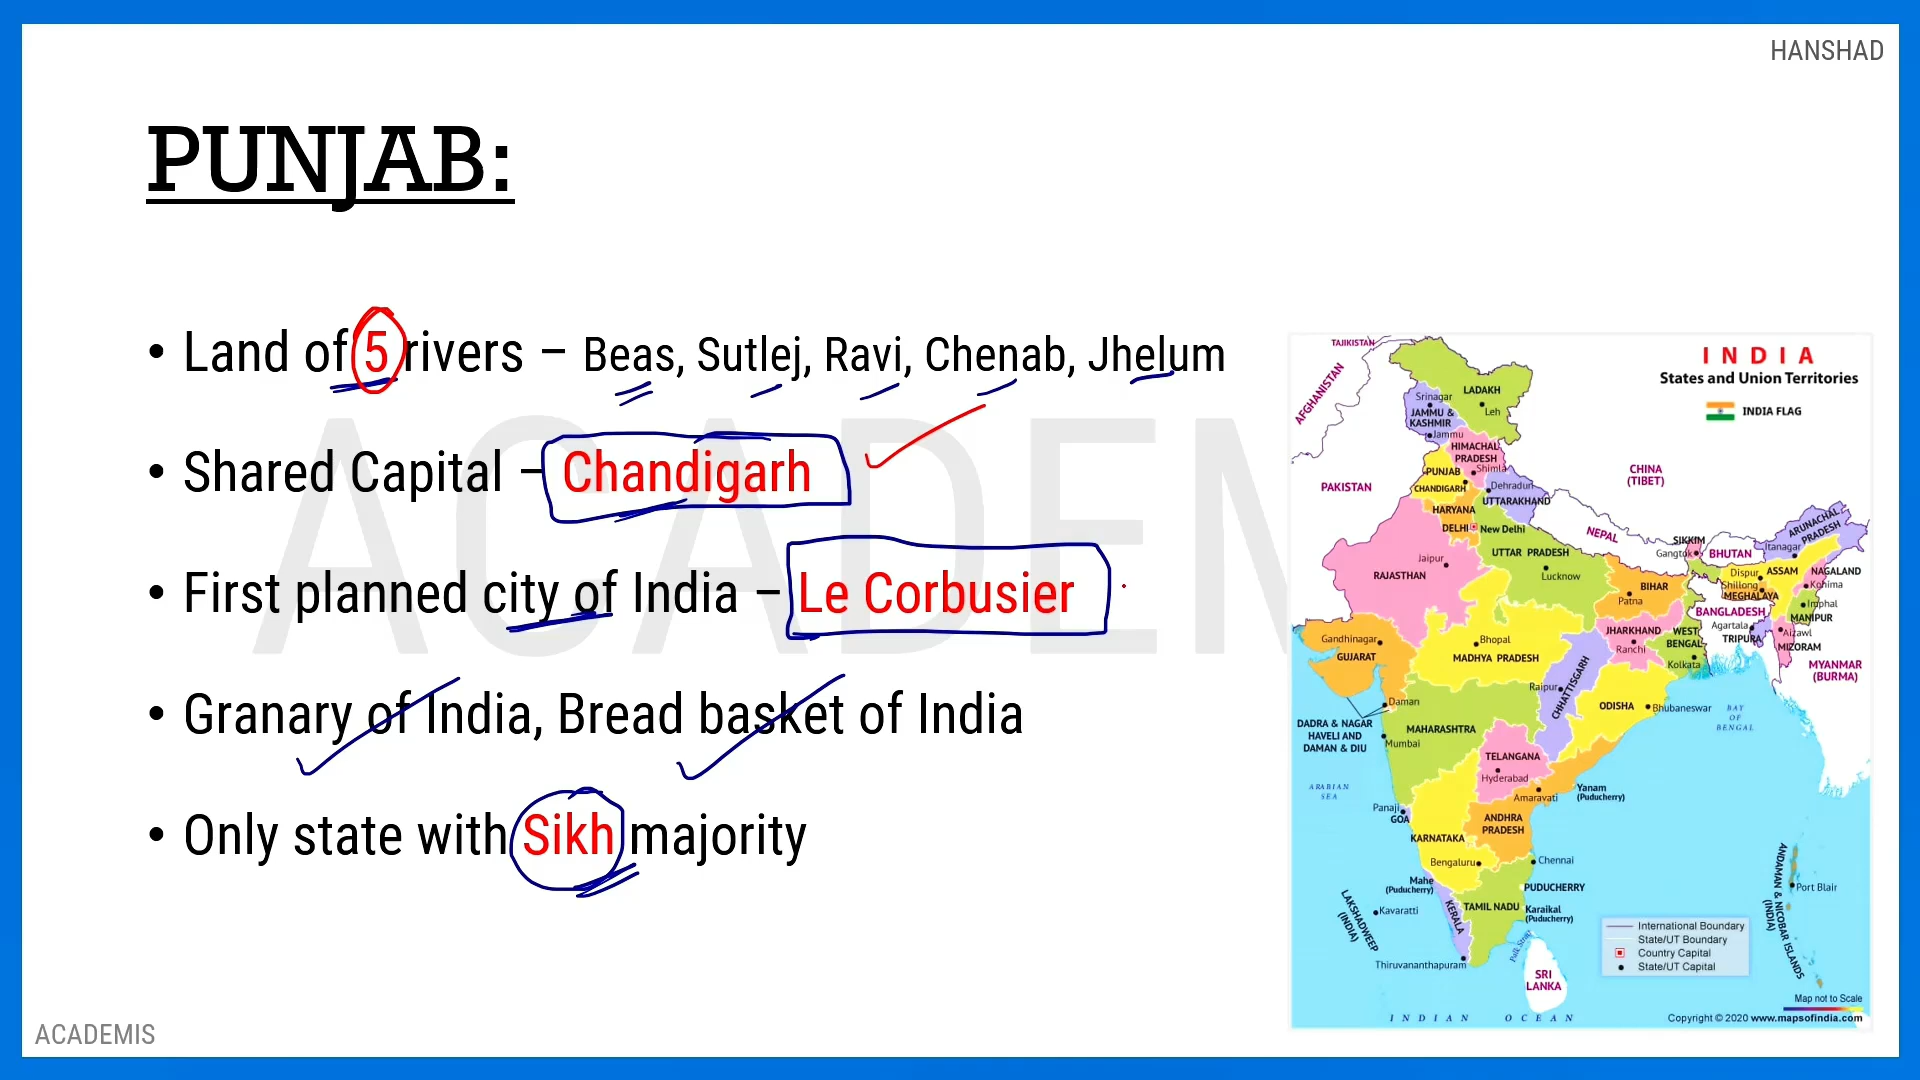 HANSHAD
PUNJAB:
• Land of 5 rivers – Beas, Sutlej, Ravi, Chenab, Jhelum
• Shared Capital – Chandigarh
• First planned city of India – Le Corbusier
• Granary of India, Bread basket of India
• Only state with Sikh majority
ACADEM
ACADEMIS
INDIA
States and Union Territories
INDIA FLAG
TAJIKISTAN
AFGHANISTAN
LADAKH
Leh
Srinagar
JAMMU &
KASHMIR
Jammu
HIMACHAL
PRADESH
Shimla
PUNJAB
CHANDIGARH
PAKISTAN
CHINA
(TIBET)
Dehradun
UTTARAKHAND
HARYANA
DELHI
New Delhi
NEPAL
SIKKIM
Gangtok
BHUTAN
ARUNACHAL
PRADESH
Itanagar
Jaipur
RAJASTHAN
UTTAR PRADESH
Lucknow
BIHAR
Patna
Dispur
ASSAM
NAGALAND
Kohima
Shillong
MEGHALAYA
Imphal
MANIPUR
BANGLADESH
Agartala
TRIPURA
Aizawl
MIZORAM
MYANMAR
(BURMA)
Gandhinagar
GUJARAT
Bhopal
MADHYA PRADESH
JHARKHAND
Ranchi
WEST
BENGAL
Kolkata
Raipur
CHHATTISGARH
ODISHA
Bhubaneswar
BAY
OF
BENGAL
Daman
DADRA & NAGAR
HAVELI AND
DAMAN & DIU
MAHARASHTRA
Mumbai
TELANGANA
Hyderabad
ARABIAN
SEA
Amaravati
Yanam
(Puducherry)
Panaji
GOA
KARNATAKA
ANDHRA
PRADESH
Bengaluru
Chennai
Mahe
(Puducherry)
PUDUCHERRY
LAKSHADWEEP
(INDIA)
Kavaratti
KERALA
TAMIL NADU
Karaikal
(Puducherry)
Palk Strait
Thiruvananthapuram
SRI
LANKA
ANDAMAN & NICOBAR ISLANDS
(INDIA)
Port Blair
International Boundary
State/UT Boundary
Country Capital
State/UT Capital
Map not to Scale
INDIAN OCEAN
Copyright © 2020 www.mapsofindia.com